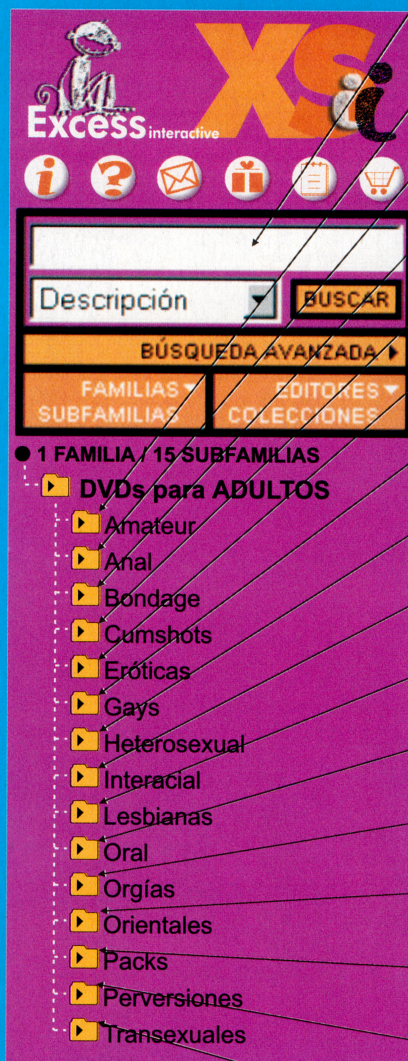 XSi
Excess interactive
Descripción BUSCAR
BÚSQUEDA AVANZADA
FAMILIAS EDITORES
SUBFAMILIAS COLECCIONES
1 FAMILIA / 15 SUBFAMILIAS
DVDs para ADULTOS
Amateur
Anal
Bondage
Cumshots
Eróticas
Gays
Heterosexual
Interacial
Lesbianas
Oral
Orgías
Orientales
Packs
Perversiones
Transexuales